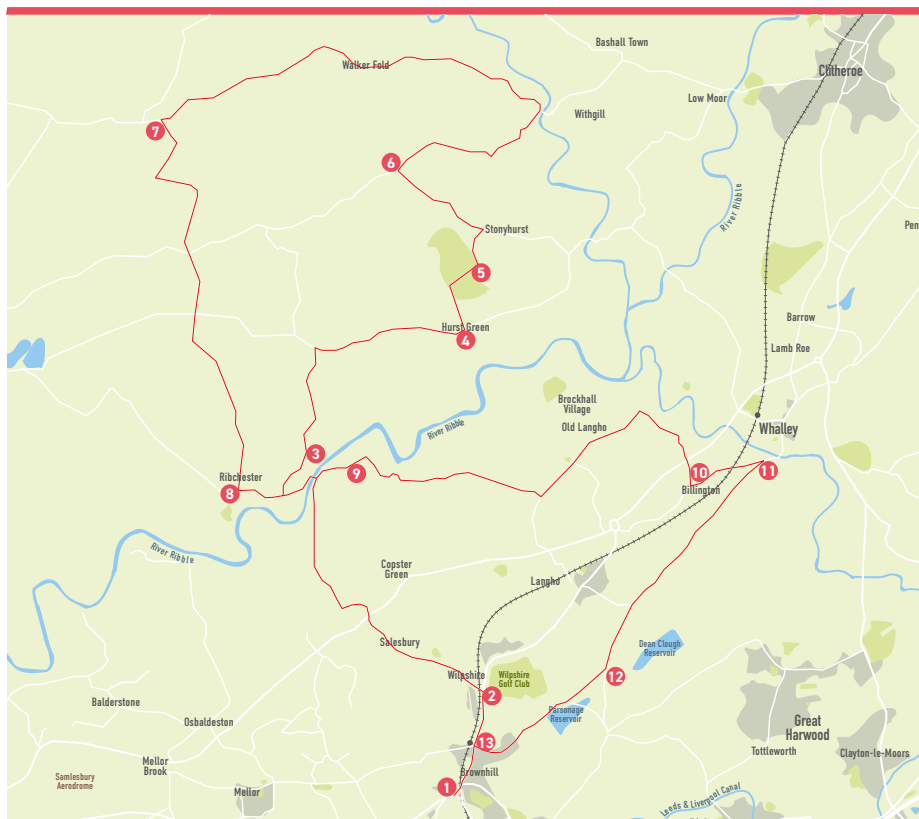 Bashall Town
Clitheroe
Walker Fold
Low Moor
Withgill
7
6
River Ribble
Pen
Stonyhurst
5
Barrow
Hurst Green
4
Lamb Roe
Brockhall
Village
Old Langho
River Ribble
Whalley
3
Ribchester
8
9
10
11
Billington
River Ribble
Copster
Green
Langho
Salesbury
Dean Clough
Reservoir
Wilpshire
Wilpshire
Golf Club
12
2
Balderstone
Parsonage
Reservoir
Osbaldeston
Great
Harwood
13
Tottleworth
Clayton-le-Moors
Mellor
Brook
Brownhill
Samlesbury
Aerodrome
1
Mellor
Leeds & Liverpool Canal